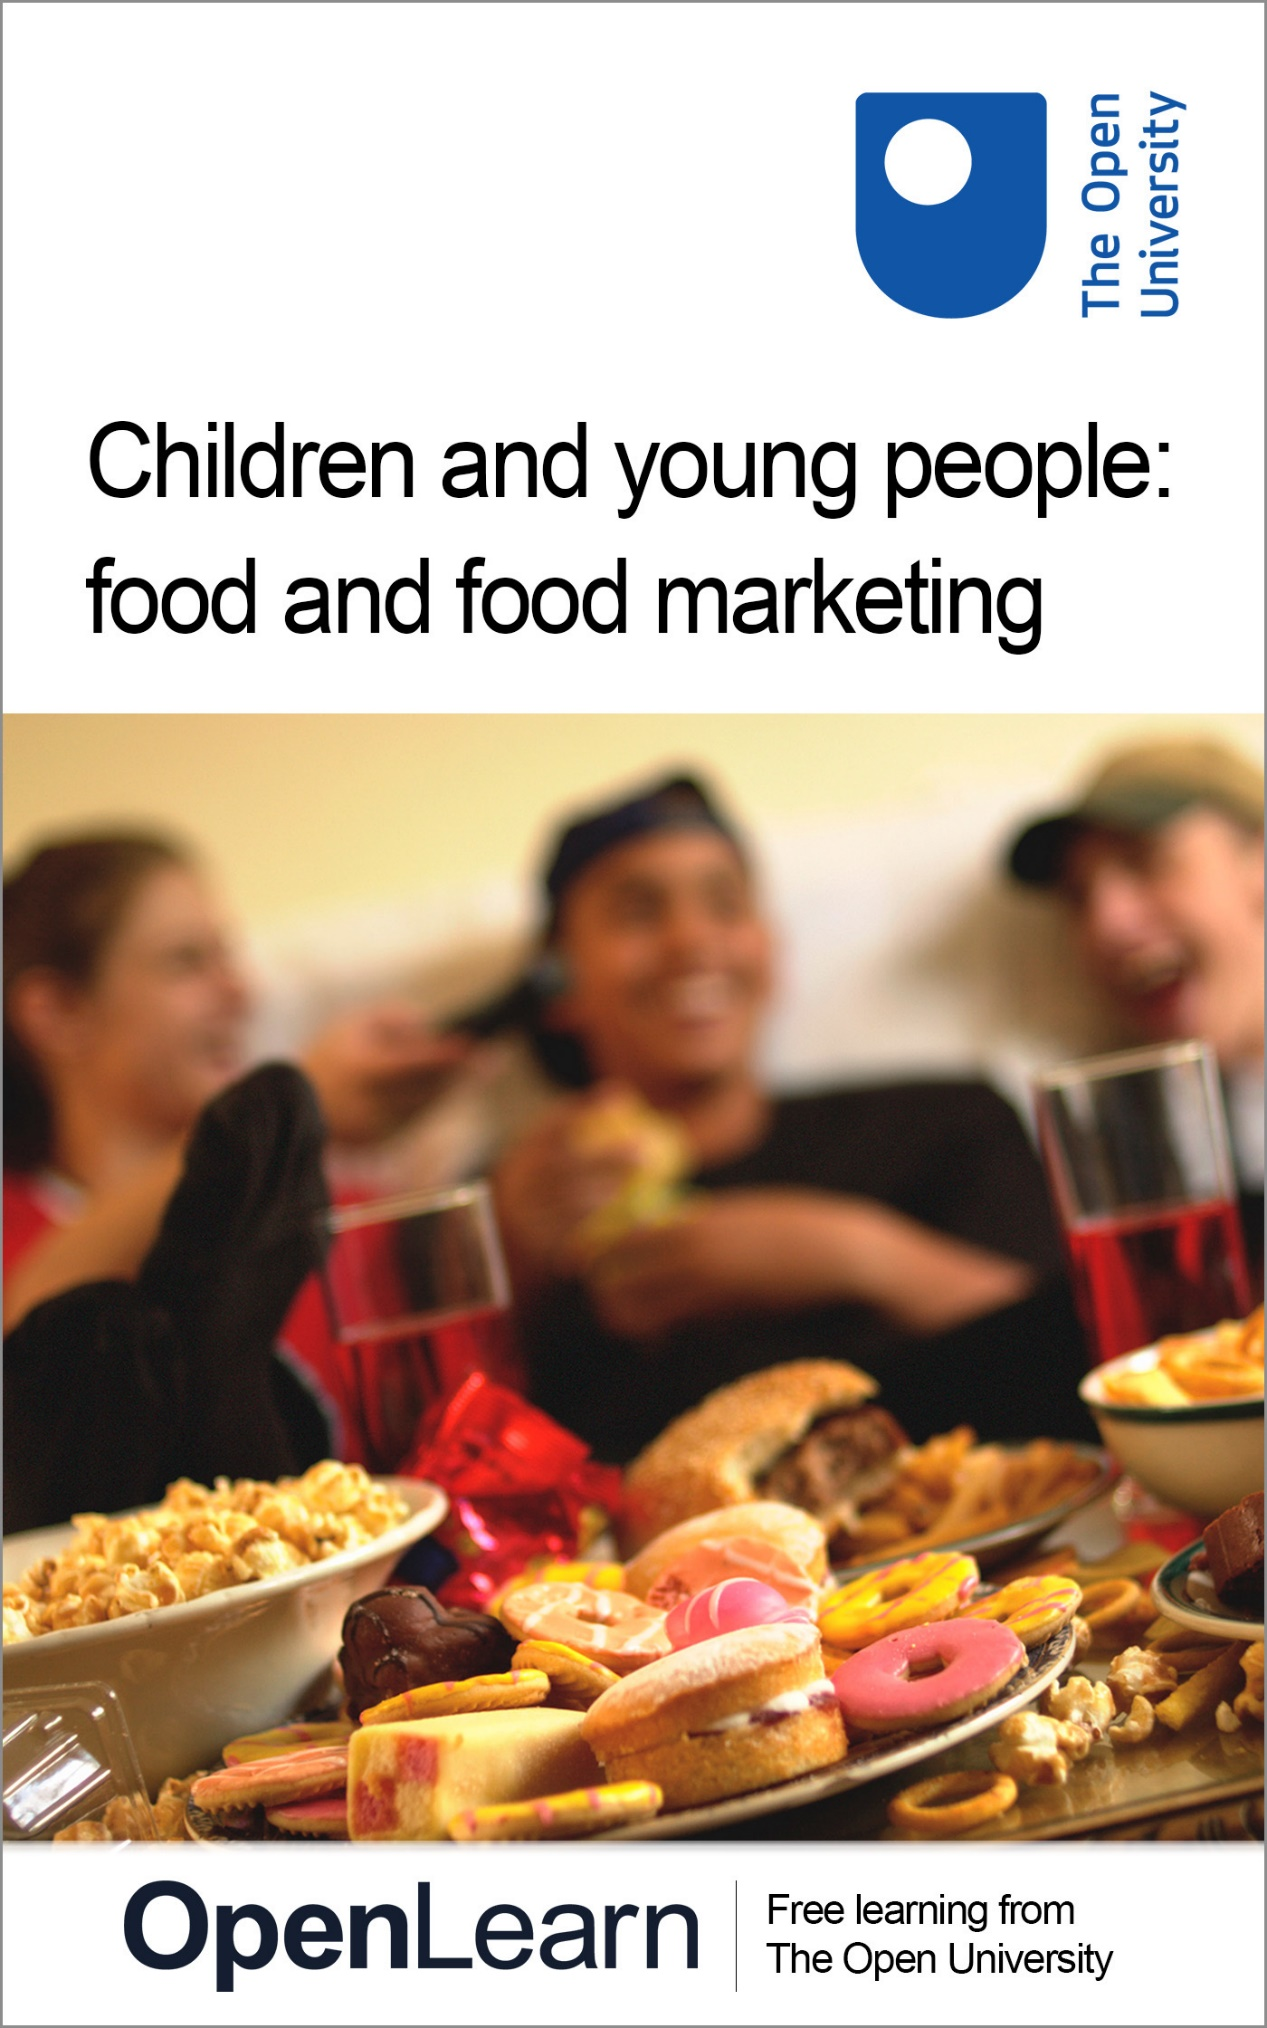 The Open
University
Children and young people:
food and food marketing
OpenLearn
Free learning from
The Open University